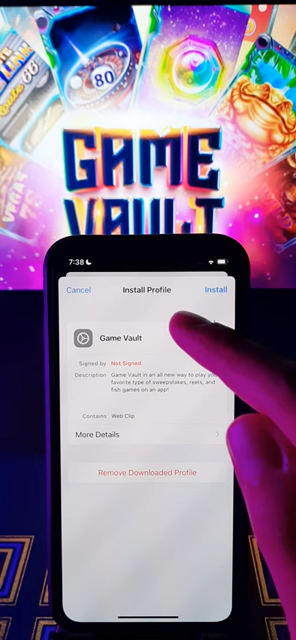 80
GAME
VAULT
7:38
Cancel
Install Profile
Install
Game Vault
Signed by Not Signed
Description Game Vault in an all new way to play your
favorite type of sweepstakes, reels, and
fish games on an app!
Contains Web Clip
More Details
Remove Downloaded Profile